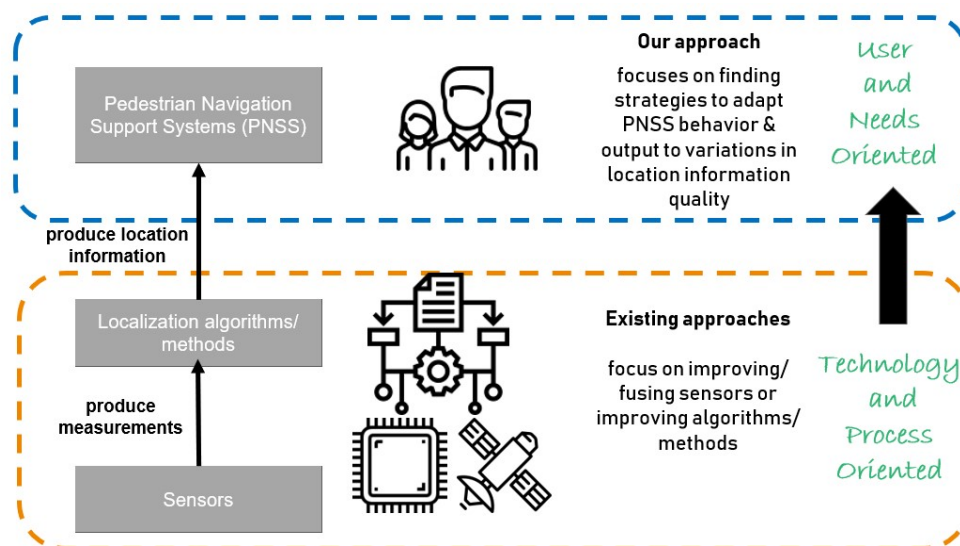 Our approach
focuses on finding
strategies to adapt
PNSS behavior &
output to variations in
location information
quality
User
and
Needs
Oriented
Pedestrian Navigation
Support Systems (PNSS)
produce location
information
Localization algorithms/
methods
Existing approaches
focus on improving/
fusing sensors or
improving algorithms/
methods
Technology
and
Process
Oriented
produce
measurements
Sensors